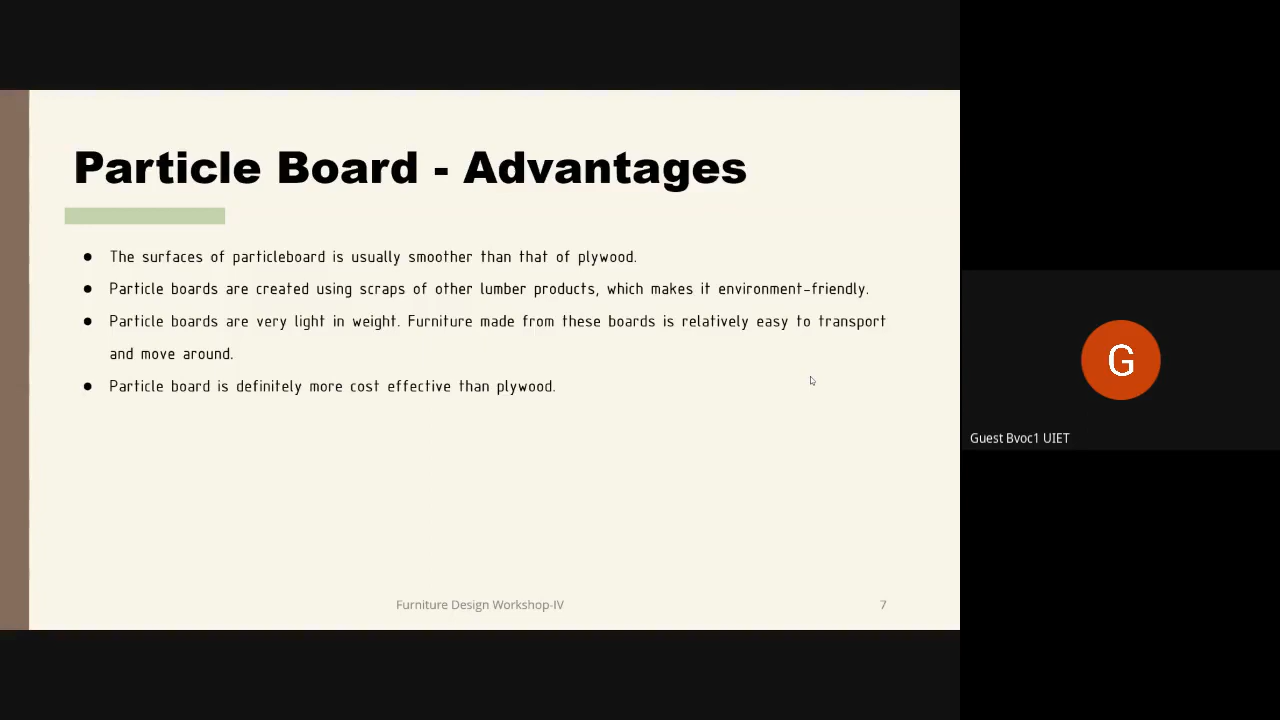 Particle Board - Advantages
● The surfaces of particleboard is usually smoother than that of plywood.
● Particle boards are created using scraps of other lumber products, which makes it environment-friendly.
● Particle boards are very light in weight. Furniture made from these boards is relatively easy to transport
and move around.
● Particle board is definitely more cost effective than plywood.
Furniture Design Workshop-IV
7
G
Guest Bvoc1 UIET